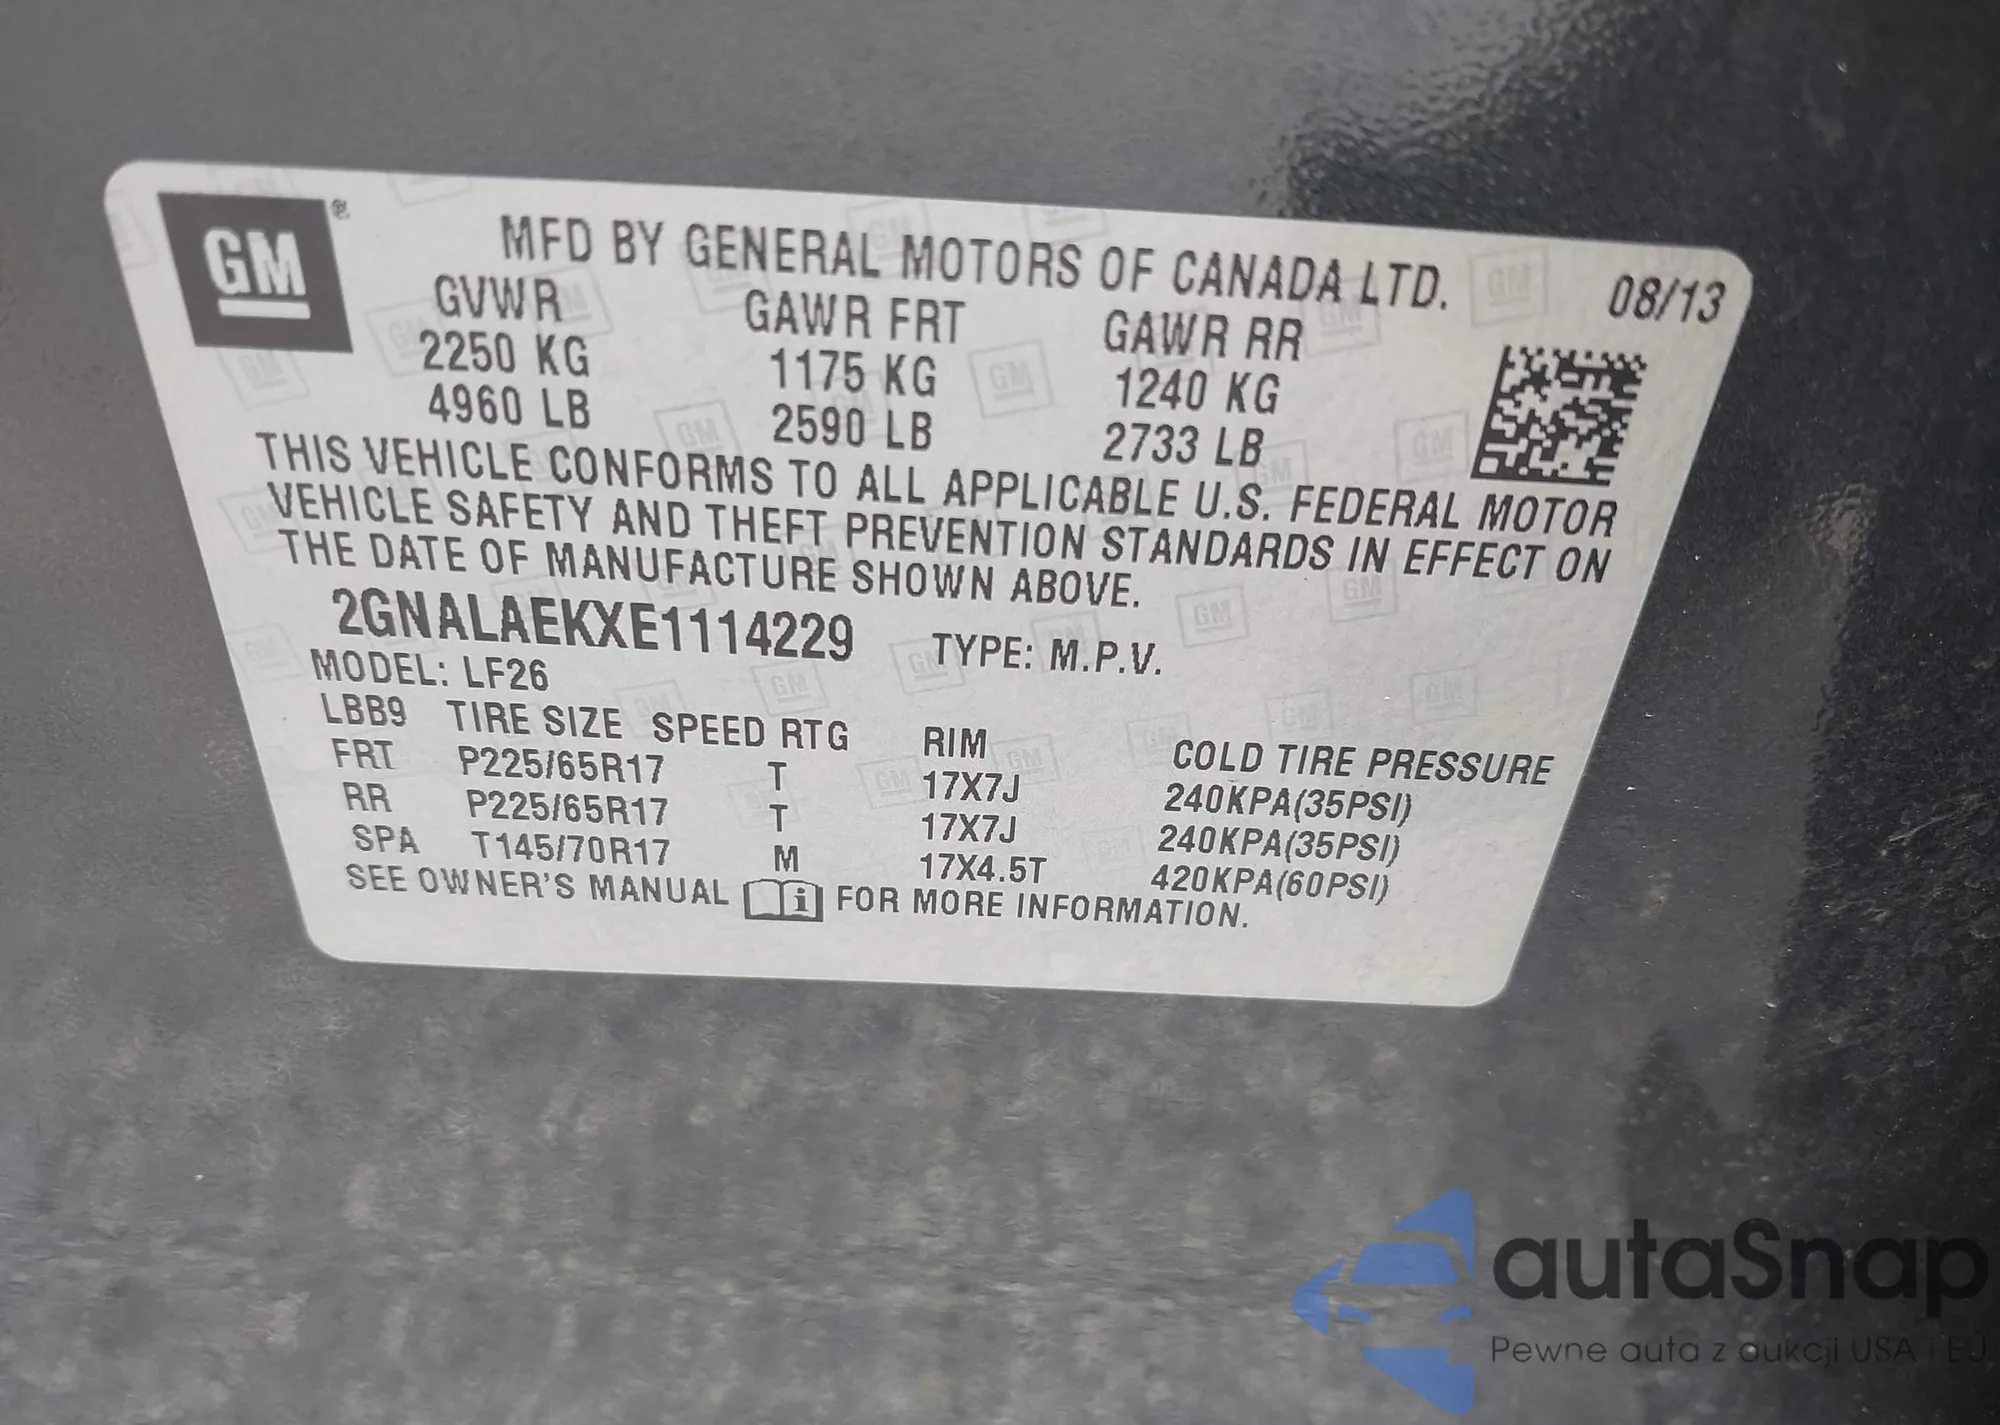 GM ®
MFD BY GENERAL MOTORS OF CANADA LTD. 08/13
GVWR GAWR FRT GAWR RR
2250 KG 1175 KG 1240 KG
4960 LB 2590 LB 2733 LB
THIS VEHICLE CONFORMS TO ALL APPLICABLE U.S. FEDERAL MOTOR
VEHICLE SAFETY AND THEFT PREVENTION STANDARDS IN EFFECT ON
THE DATE OF MANUFACTURE SHOWN ABOVE.
2GNALAEKXE1114229 TYPE: M.P.V.
MODEL: LF26
LBB9 TIRE SIZE SPEED RTG RIM COLD TIRE PRESSURE
FRT P225/65R17 T 17X7J 240KPA(35PSI)
RR P225/65R17 T 17X7J 240KPA(35PSI)
SPA T145/70R17 M 17X4.5T 420KPA(60PSI)
SEE OWNER'S MANUAL i FOR MORE INFORMATION.
autaSnap
Pewne auta z aukcji USA i EU